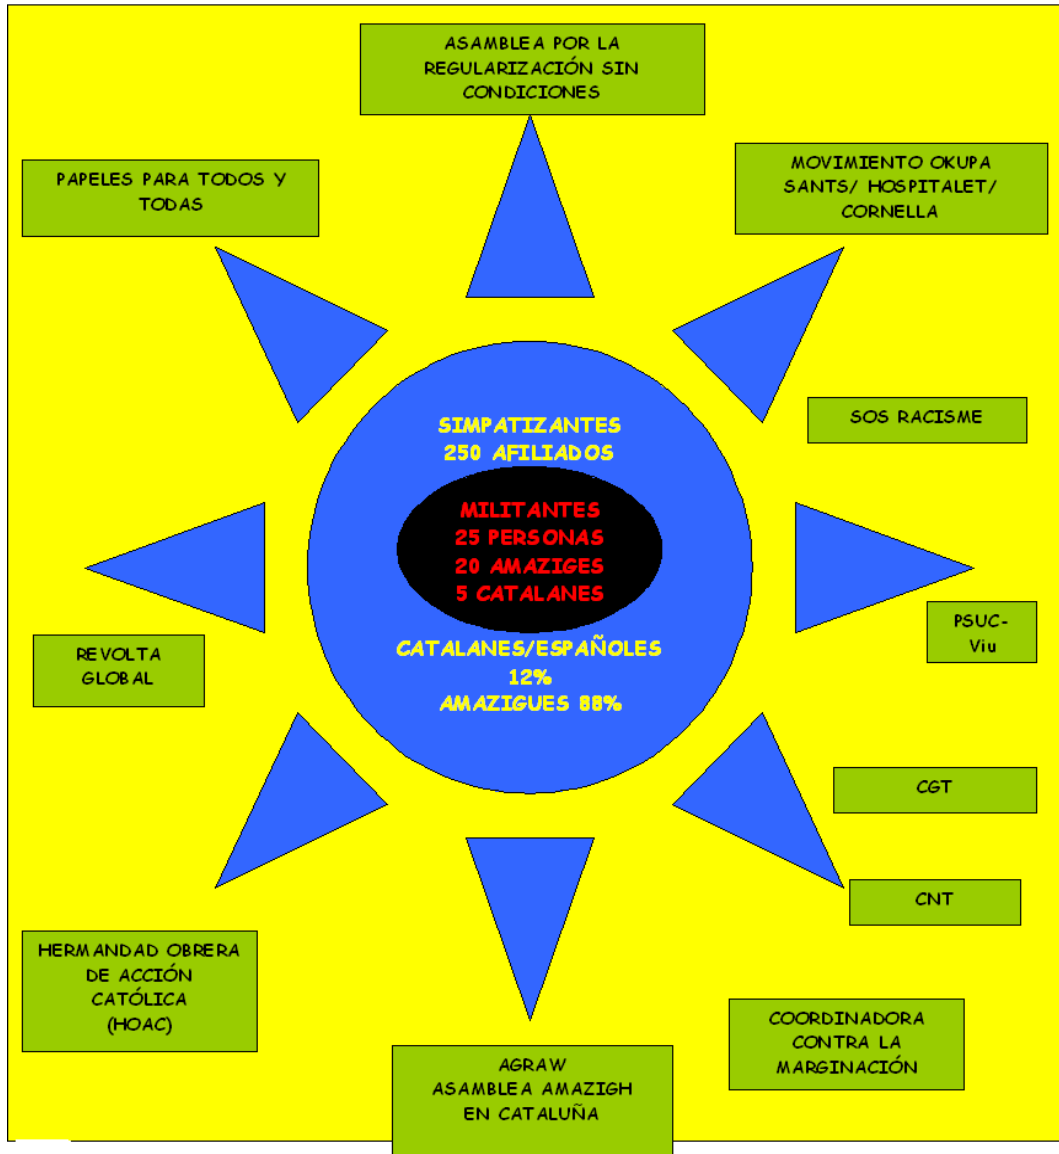 ASAMBLEA POR LA
REGULARIZACIÓN SIN
CONDICIONES
PAPELES PARA TODOS Y
TODAS
MOVIMIENTO OKUPA
SANTS/ HOSPITALET/
CORNELLA
SOS RACISME
SIMPATIZANTES
250 AFILIADOS
MILITANTES
25 PERSONAS
20 AMAZIGES
5 CATALANES
CATALANES/ESPAÑOLES
12%
AMAZIGUES 88%
PSUC-
Viu
REVOLTA
GLOBAL
CGT
CNT
HERMANDAD OBRERA
DE ACCIÓN
CATÓLICA
(HOAC)
COORDINADORA
CONTRA LA
MARGINACIÓN
AGRAW
ASAMBLEA AMAZIGH
EN CATALUÑA